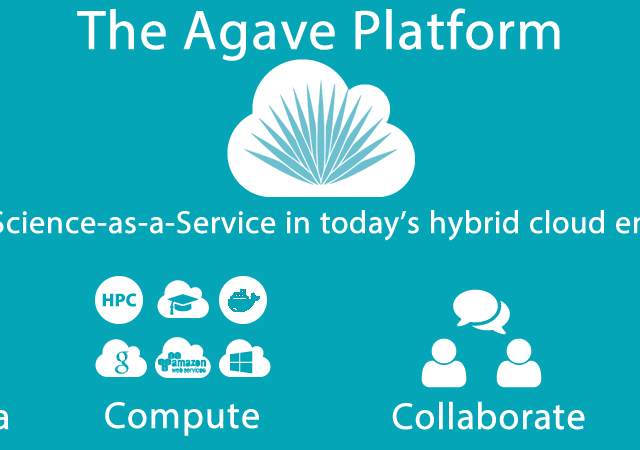 The Agave Platform
Science-as-a-Service in today's hybrid cloud en
HPC
g
amazon
web services
a Compute Collaborate